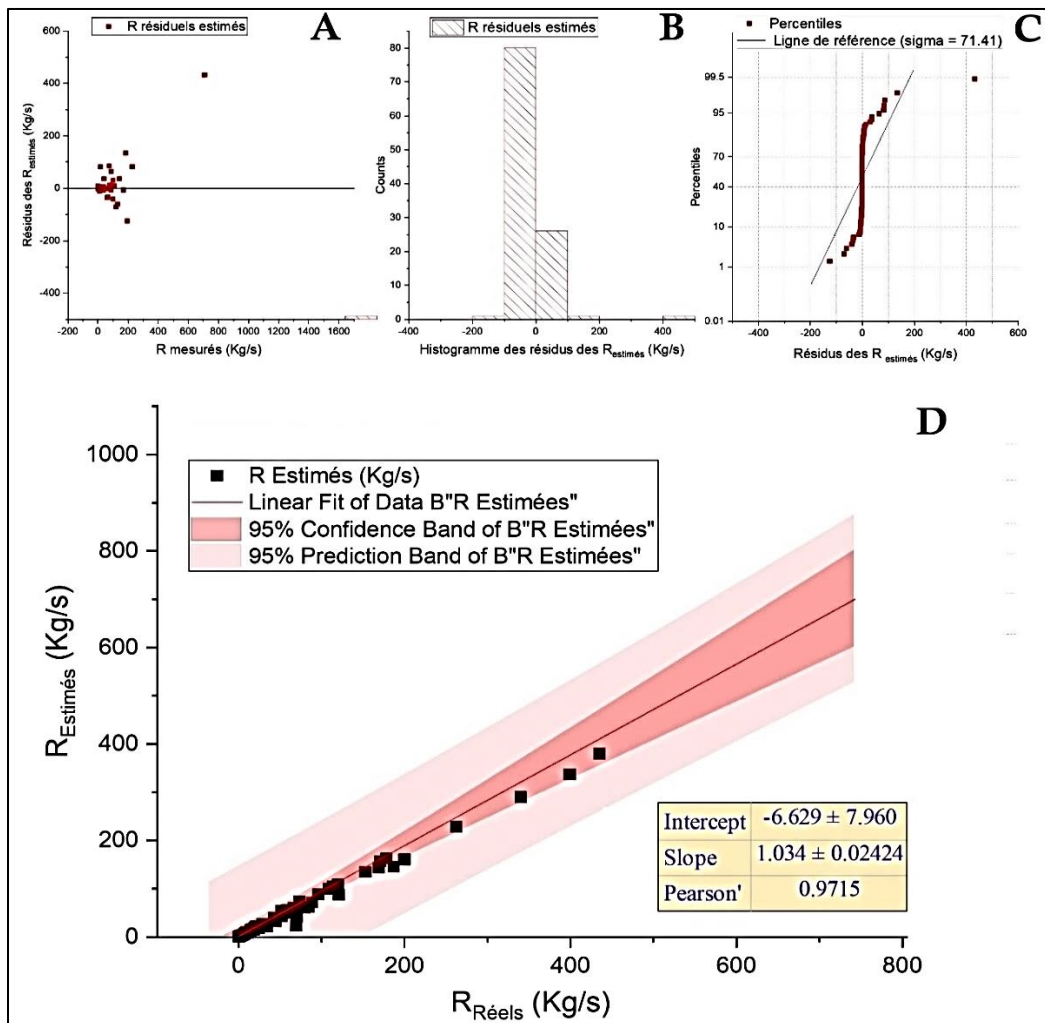 R résiduels estimés
A
600
400
200
0
-200
-400
-200 0 200 400 600 800 1000 1200 1400 1600
Résidus des R estimés (Kg/s)
R mesurés (Kg/s)
R résiduels estimés
B
80
60
40
20
0
-400 -200 0 200 400
Counts
Histogramme des résidus des R estimés (Kg/s)
Percentiles
Ligne de référence (sigma = 71.41)
C
99.5
95
70
40
10
1
0.01
-400 -200 0 200 400 600
Percentiles
Résidus des R estimés (Kg/s)
D
1000
800
600
400
200
0
0 200 400 600 800
R Estimés (Kg/s)
R Réels (Kg/s)
R Estimés (Kg/s)
Linear Fit of Data B"R Estimées"
95% Confidence Band of B"R Estimées"
95% Prediction Band of B"R Estimées"
Intercept -6.629 ± 7.960
Slope 1.034 ± 0.02424
Pearson' 0.9715